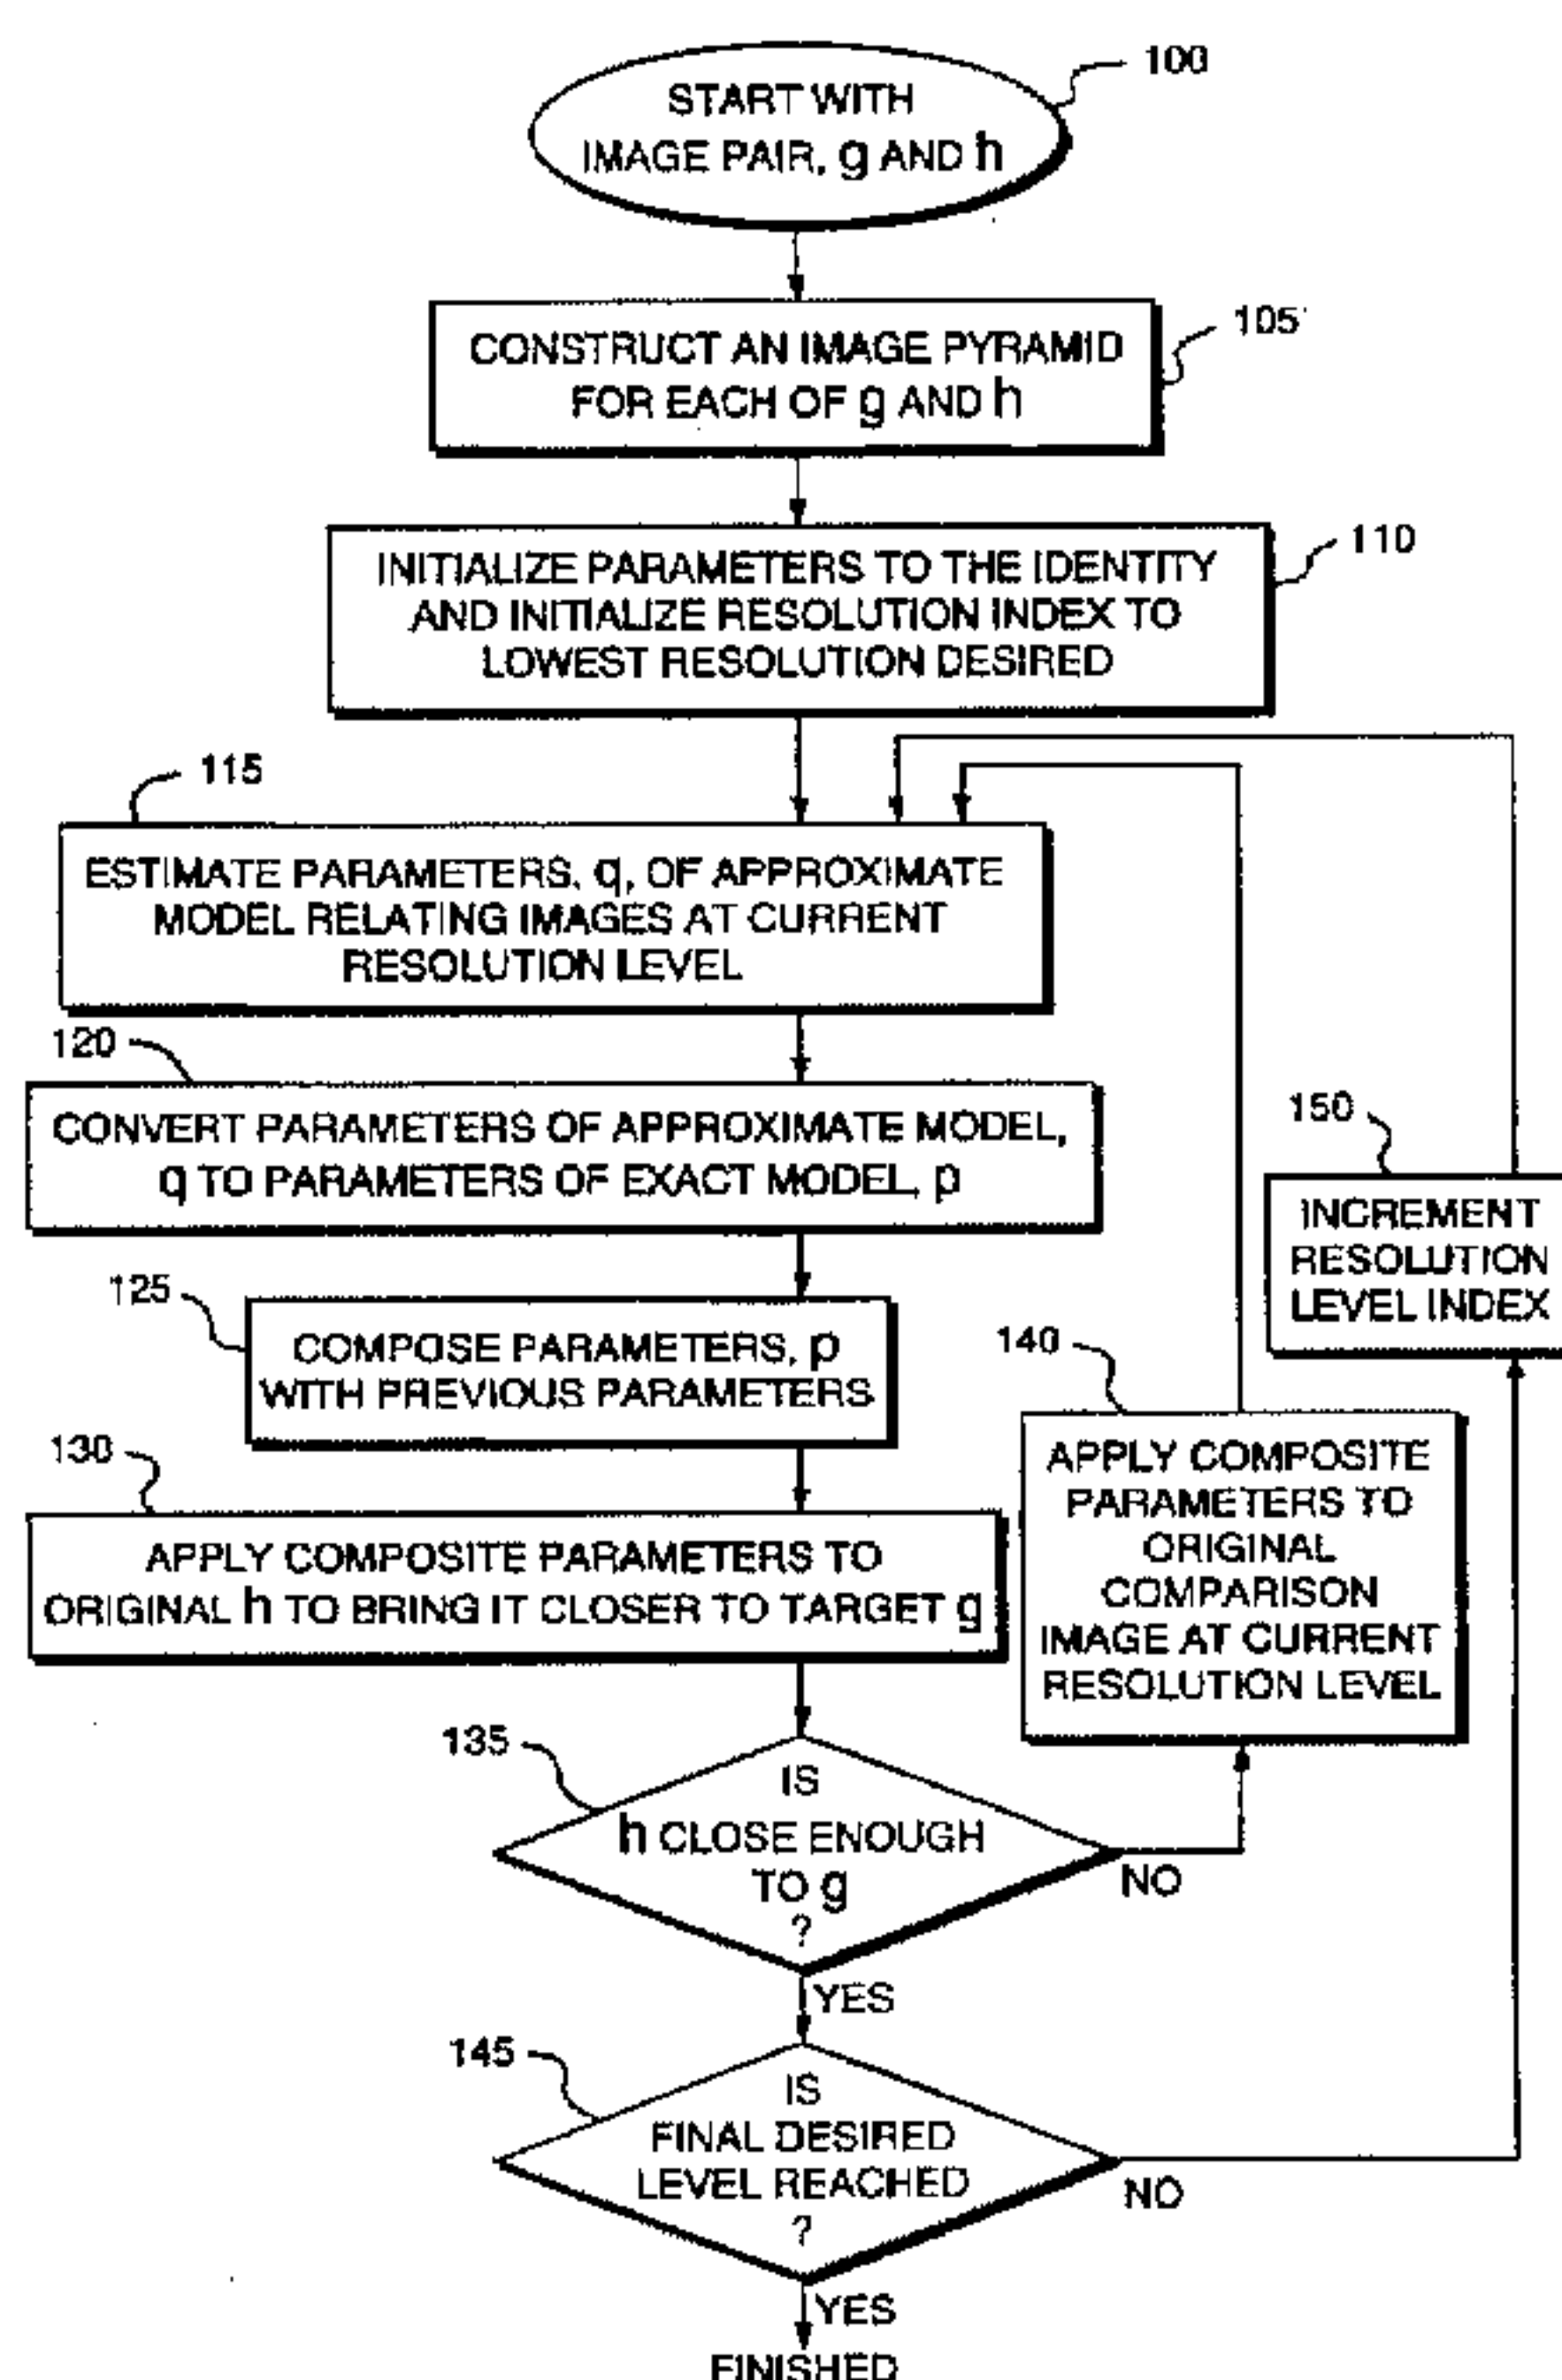 100
START WITH
IMAGE PAIR, g AND h
105
CONSTRUCT AN IMAGE PYRAMID
FOR EACH OF g AND h
110
INITIALIZE PARAMETERS TO THE IDENTITY
AND INITIALIZE RESOLUTION INDEX TO
LOWEST RESOLUTION DESIRED
115
ESTIMATE PARAMETERS, q, OF APPROXIMATE
MODEL RELATING IMAGES AT CURRENT
RESOLUTION LEVEL
120
CONVERT PARAMETERS OF APPROXIMATE MODEL,
q TO PARAMETERS OF EXACT MODEL, p
125
COMPOSE PARAMETERS, p
WITH PREVIOUS PARAMETERS
130
APPLY COMPOSITE PARAMETERS TO
ORIGINAL h TO BRING IT CLOSER TO TARGET g
135
IS
h CLOSE ENOUGH
TO g
?
NO
140
APPLY COMPOSITE
PARAMETERS TO
ORIGINAL
COMPARISON
IMAGE AT CURRENT
RESOLUTION LEVEL
YES
145
IS
FINAL DESIRED
LEVEL REACHED
?
NO
150
INCREMENT
RESOLUTION
LEVEL INDEX
YES
FINISHED